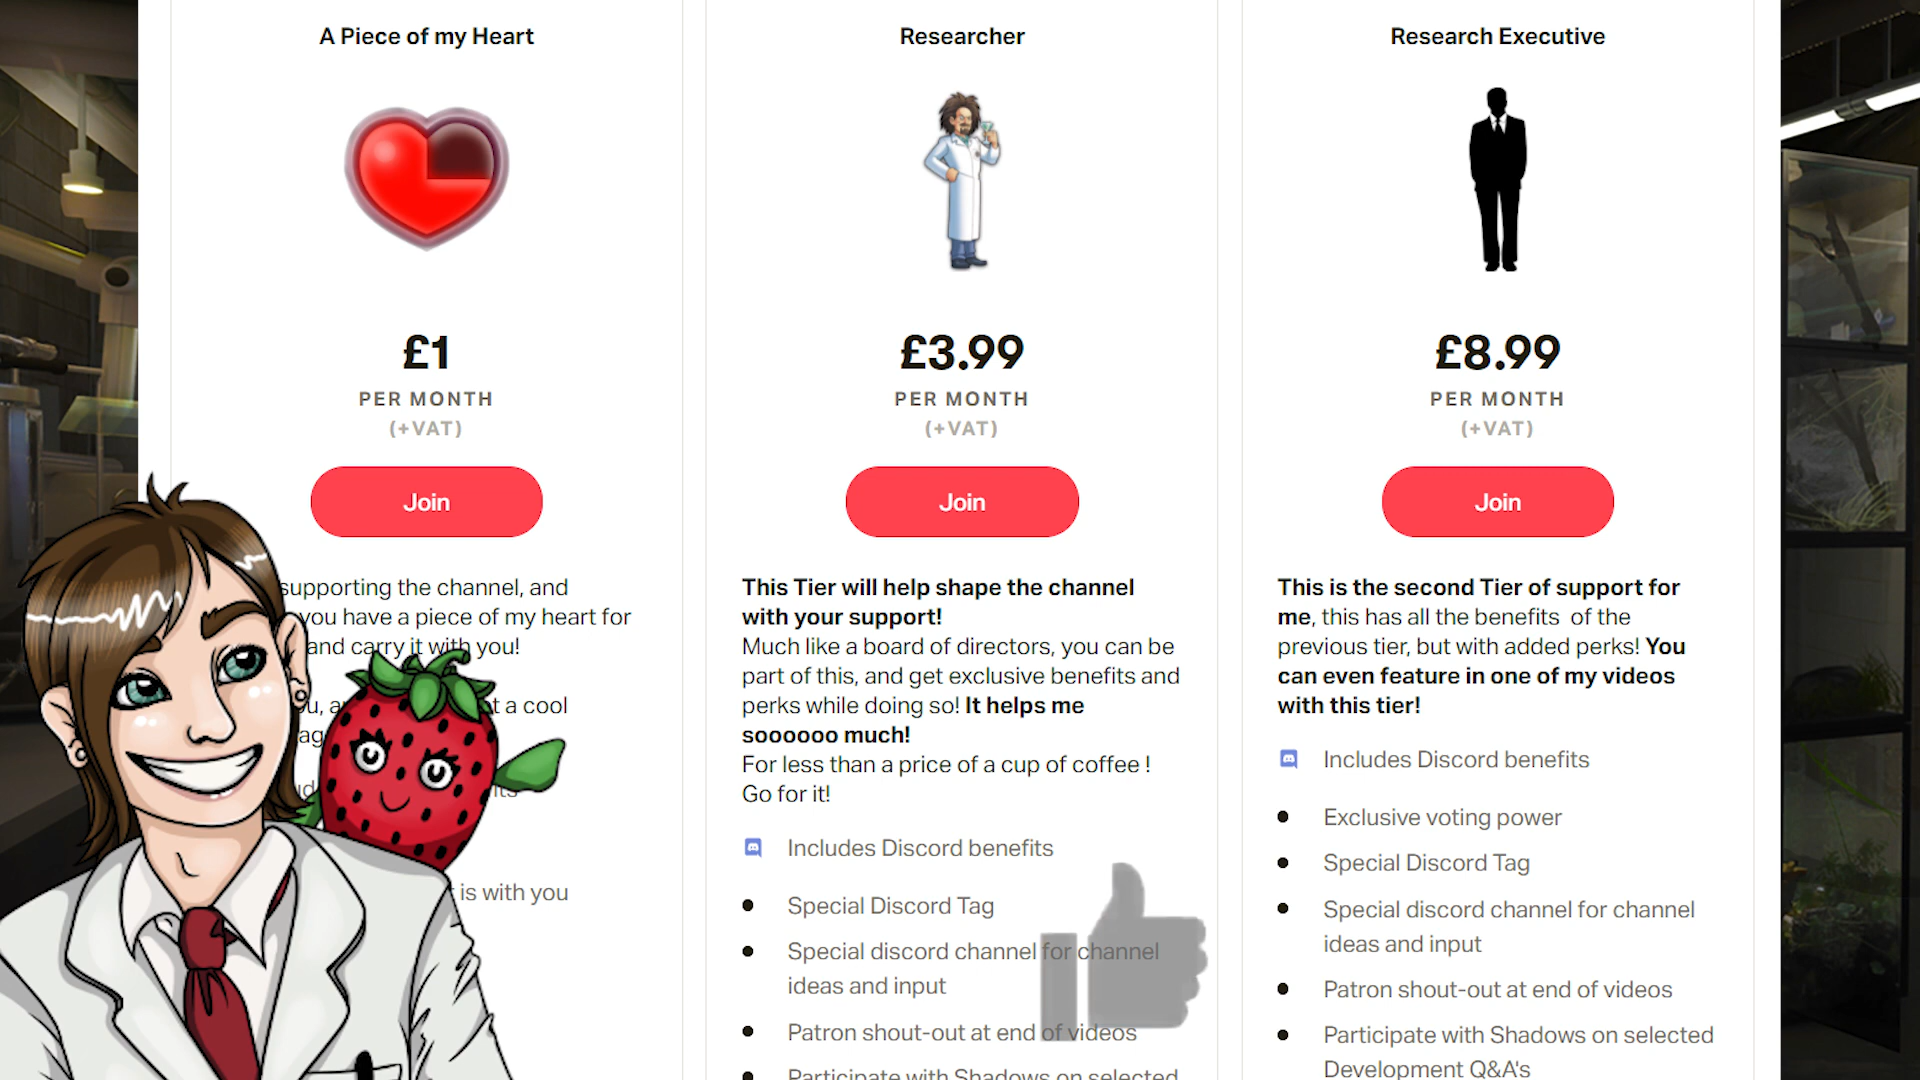 A Piece of my Heart
£1
PER MONTH
(+VAT)
Join
supporting the channel, and
you have a piece of my heart for
and carry it with you!
t a cool
is with you
Researcher
£3.99
PER MONTH
(+VAT)
Join
This Tier will help shape the channel
with your support!
Much like a board of directors, you can be
part of this, and get exclusive benefits and
perks while doing so! It helps me
soooooo much!
For less than a price of a cup of coffee !
Go for it!
Includes Discord benefits
Special Discord Tag
Special discord channel for channel
ideas and input
Patron shout-out at end of videos
Participate with Shadows on selected
Research Executive
£8.99
PER MONTH
(+VAT)
Join
This is the second Tier of support for
me, this has all the benefits of the
previous tier, but with added perks! You
can even feature in one of my videos
with this tier!
Includes Discord benefits
Exclusive voting power
Special Discord Tag
Special discord channel for channel
ideas and input
Patron shout-out at end of videos
Participate with Shadows on selected
Development Q&A's